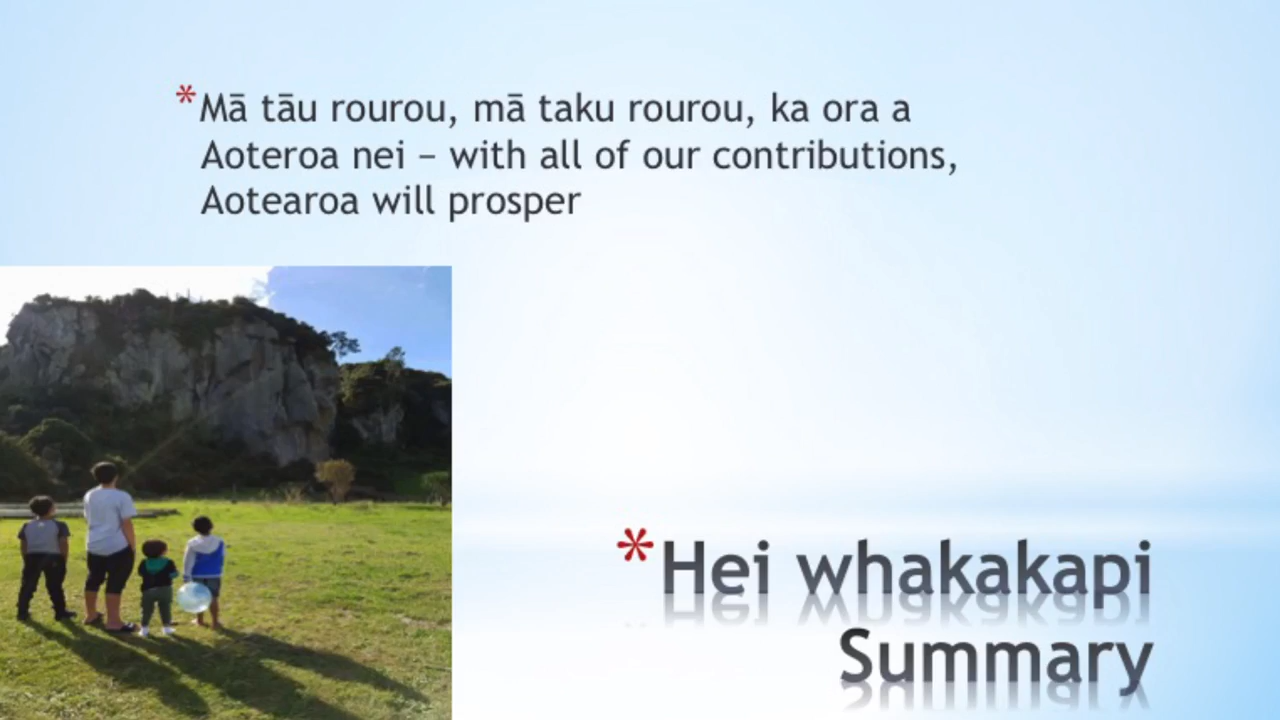 *Mā tāu rourou, mā taku rourou, ka ora a
Aoteroa nei – with all of our contributions,
Aotearoa will prosper
*Hei whakakapi
Summary